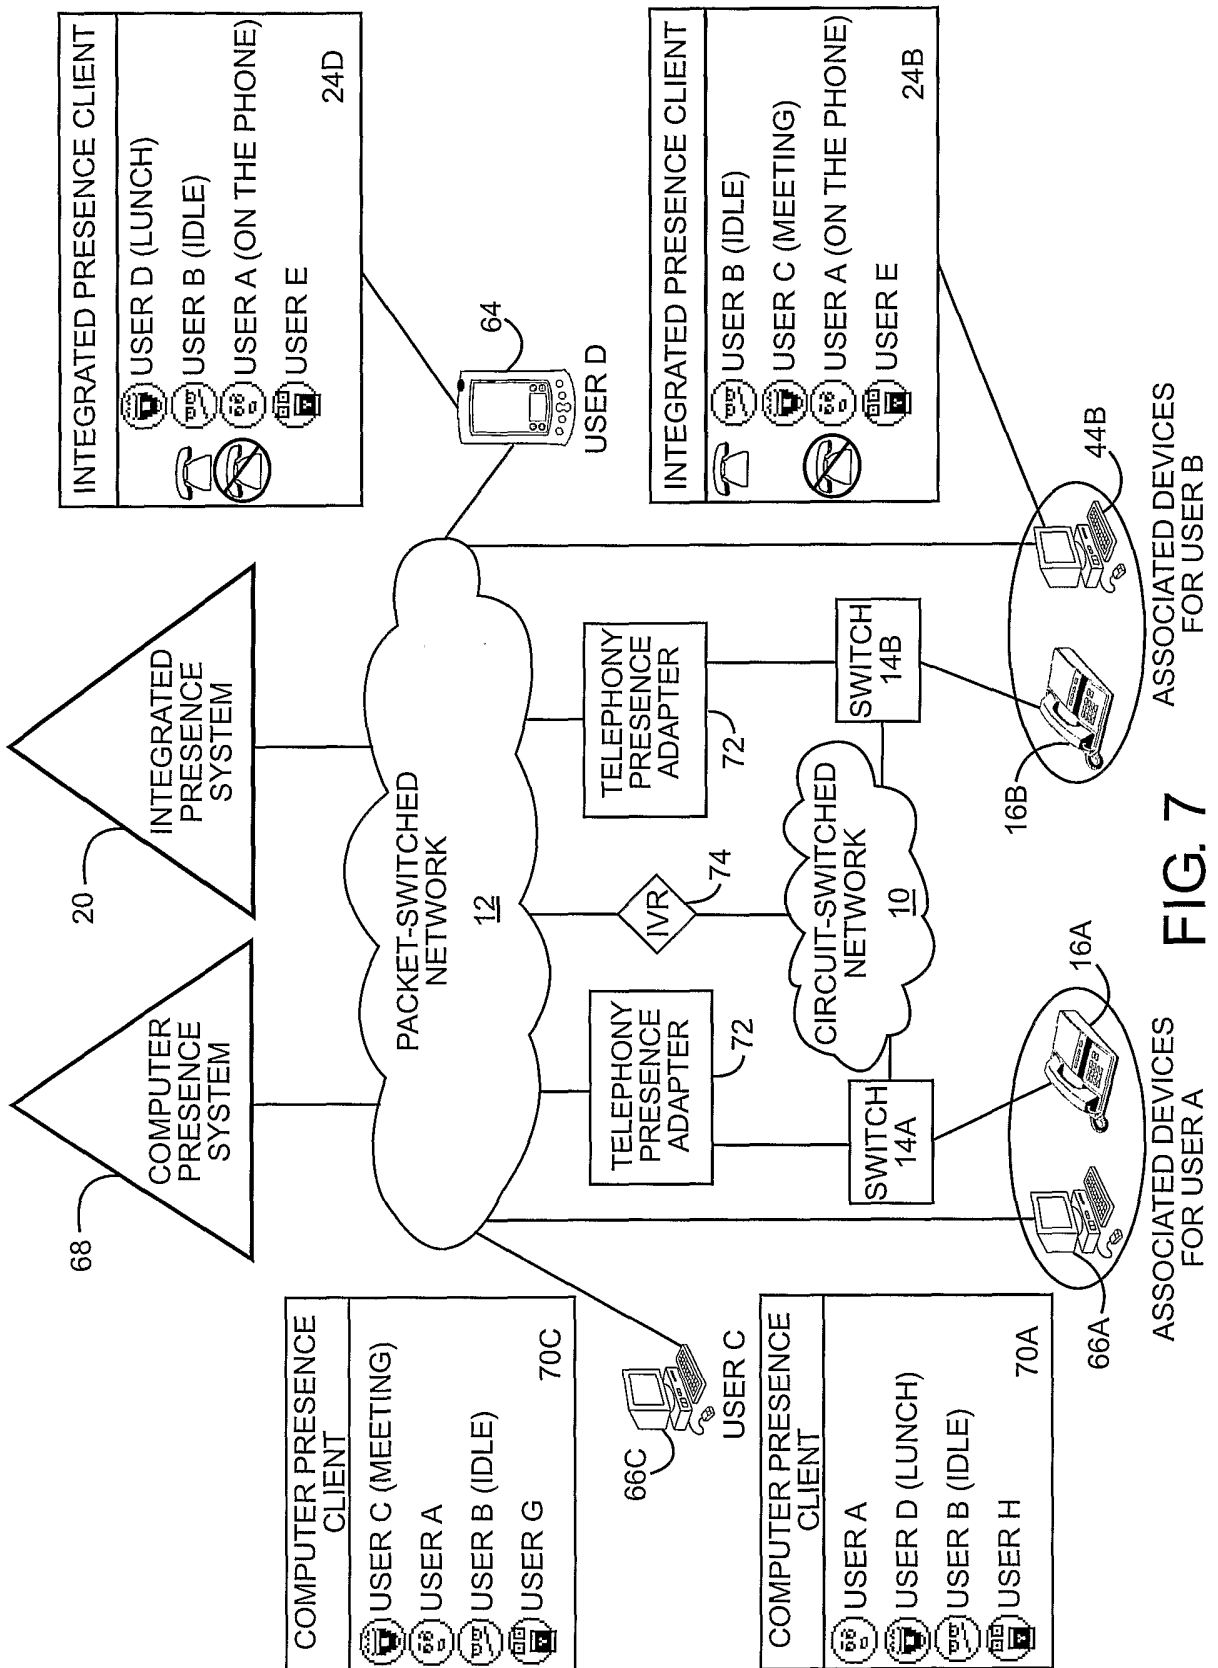 COMPUTER PRESENCE
CLIENT
USER C (MEETING)
USER A
USER B (IDLE)
USER G
70C
68
COMPUTER
PRESENCE
SYSTEM
20
INTEGRATED
PRESENCE
SYSTEM
INTEGRATED PRESENCE CLIENT
USER D (LUNCH)
USER B (IDLE)
USER A (ON THE PHONE)
USER E
24D
PACKET-SWITCHED
NETWORK
12
64
USER D
66C
USER C
TELEPHONY
PRESENCE
ADAPTER
72
IVR
74
TELEPHONY
PRESENCE
ADAPTER
72
COMPUTER PRESENCE
CLIENT
USER A
USER D (LUNCH)
USER B (IDLE)
USER H
70A
INTEGRATED PRESENCE CLIENT
USER B (IDLE)
USER C (MEETING)
USER A (ON THE PHONE)
USER E
24B
SWITCH
14A
CIRCUIT-SWITCHED
NETWORK
10
SWITCH
14B
66A
16A
16B
44B
ASSOCIATED DEVICES
FOR USER A
ASSOCIATED DEVICES
FOR USER B
FIG. 7